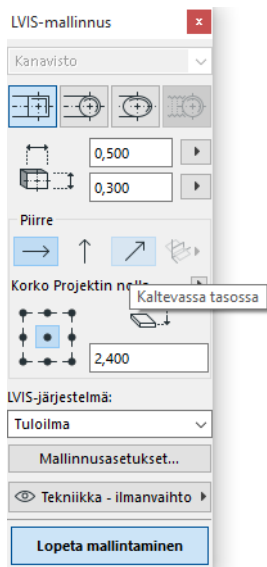 LVIS-mallinnus
x
Kanavisto
0,500
0,300
Piirre
Korko Projektin nolla
Kaltevassa tasossa
2,400
LVIS-järjestelmä:
Tuloilma
Mallinnusasetukset...
Tekniikka - ilmanvaihto
Lopeta mallintaminen